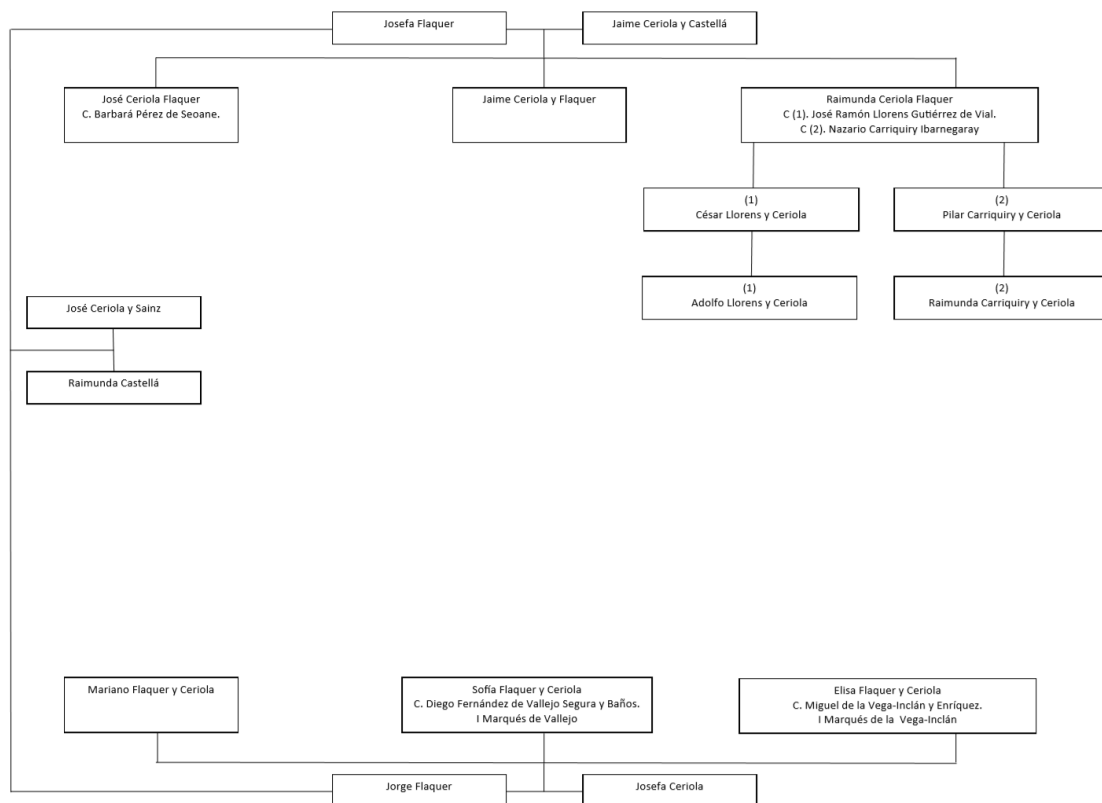 Josefa Flaquer
Jaime Ceriola y Castellá
José Ceriola Flaquer
C. Barbará Pérez de Seoane.
Jaime Ceriola y Flaquer
Raimunda Ceriola Flaquer
C (1). José Ramón Llorens Gutiérrez de Vial.
C (2). Nazario Carriquiry Ibarnegaray
(1)
César Llorens y Ceriola
(2)
Pilar Carriquiry y Ceriola
(1)
Adolfo Llorens y Ceriola
(2)
Raimunda Carriquiry y Ceriola
José Ceriola y Sainz
Raimunda Castellá
Mariano Flaquer y Ceriola
Sofía Flaquer y Ceriola
C. Diego Fernández de Vallejo Segura y Baños.
I Marqués de Vallejo
Elisa Flaquer y Ceriola
C. Miguel de la Vega-Inclán y Enríquez.
I Marqués de la Vega-Inclán
Jorge Flaquer
Josefa Ceriola